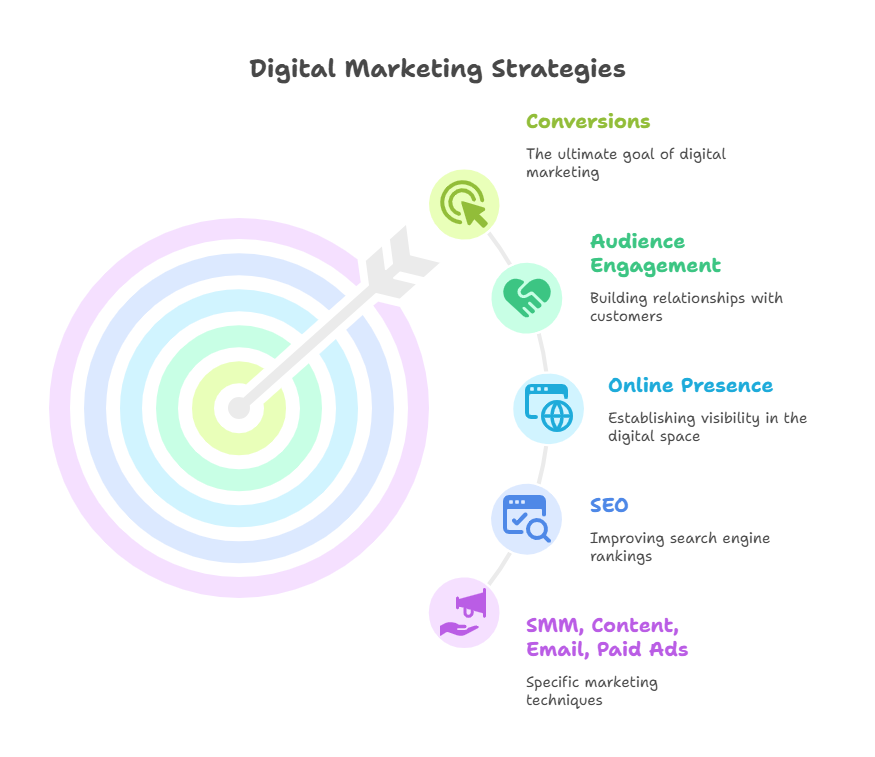 Digital Marketing Strategies
Conversions
The ultimate goal of digital
marketing
Audience
Engagement
Building relationships with
customers
Online Presence
Establishing visibility in the
digital space
SEO
Improving search engine
rankings
SMM, Content,
Email, Paid Ads
Specific marketing
techniques